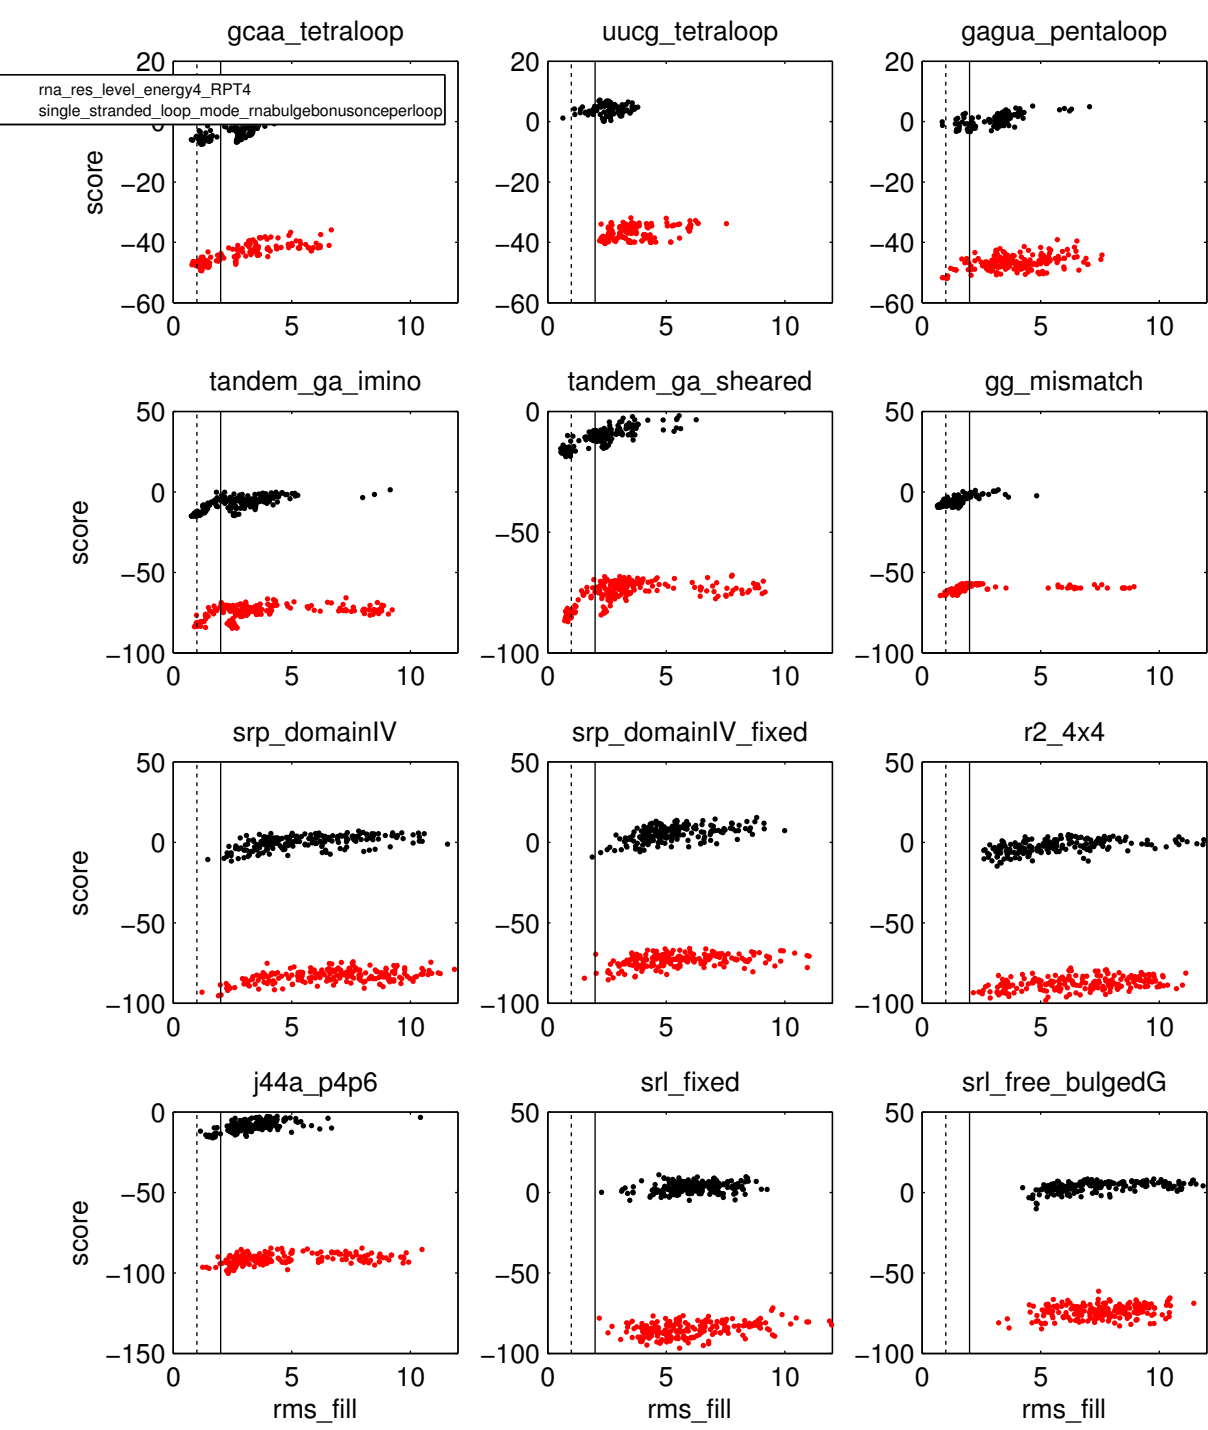 gcaa_tetraloop uucg_tetraloop gagua_pentaloop
20 20 20
rna_res_level_energy4_RPT4
single_stranded_loop_mode_rnabulgebonusonceperloop
0 0 0
score
−20 −20 −20
−40 −40 −40
−60 −60 −60
0 5 10 0 5 10 0 5 10
tandem_ga_imino tandem_ga_sheared gg_mismatch
50 0 50
0 0
score
−50 −50 −50
−100 −100 −100
0 5 10 0 5 10 0 5 10
srp_domainIV srp_domainIV_fixed r2_4x4
50 50 50
0 0 0
score
−50 −50 −50
−100 −100 −100
0 5 10 0 5 10 0 5 10
j44a_p4p6 srl_fixed srl_free_bulgedG
0 50 50
−50 0 0
score
−100 −50 −50
−150 −100 −100
0 5 10 0 5 10 0 5 10
rms_fill rms_fill rms_fill